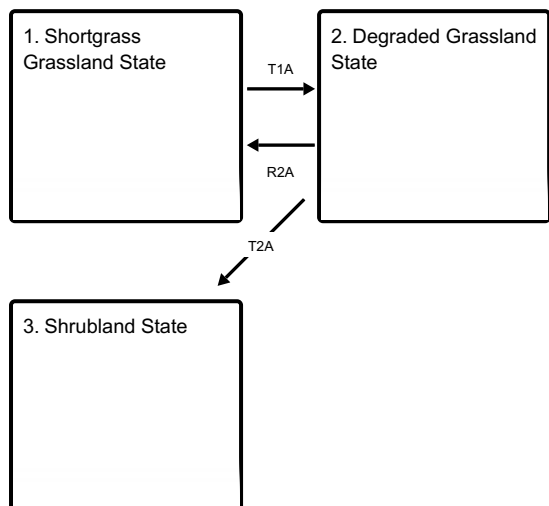 1. Shortgrass
Grassland State
2. Degraded Grassland
State
T1A
R2A
T2A
3. Shrubland State